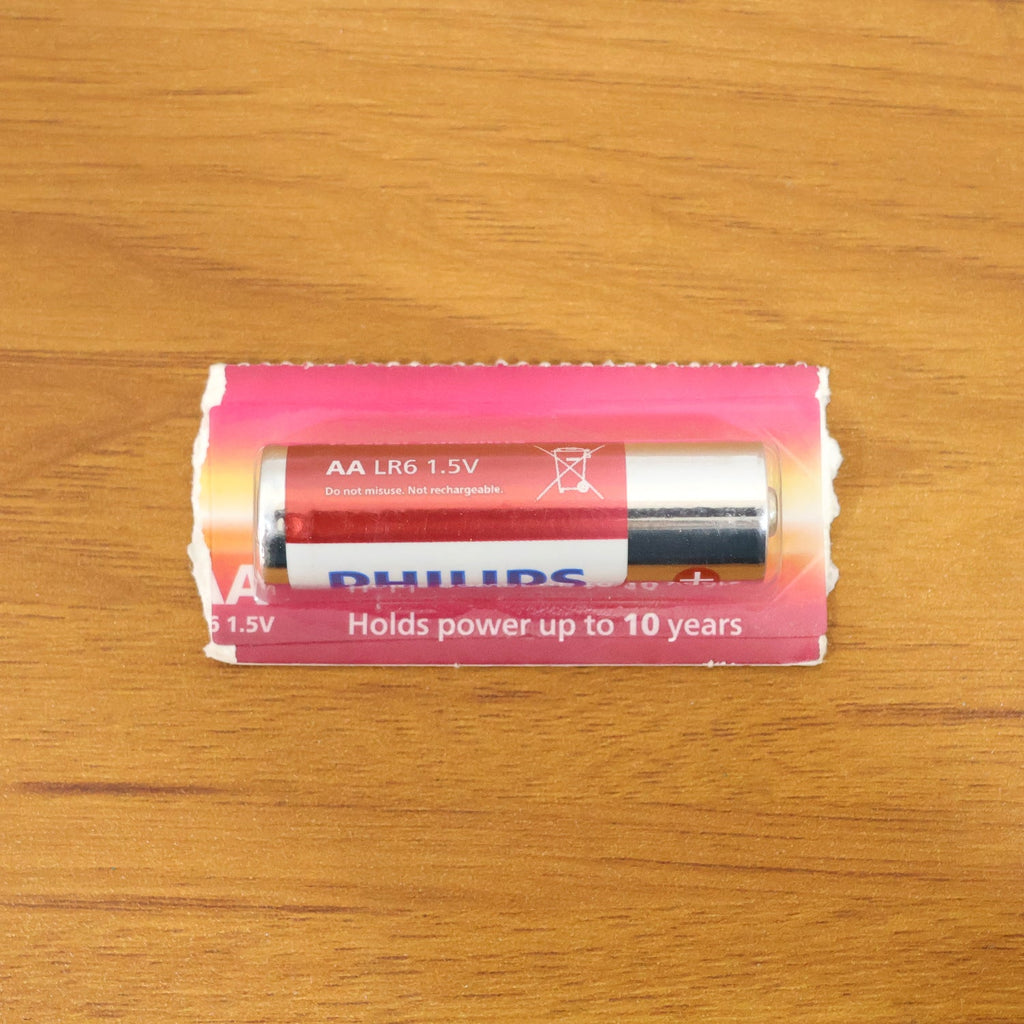 AA LR6 1.5V
Do not misuse. Not rechargeable.
PHILIPS
+
AA
6 1.5V
Holds power up to 10 years